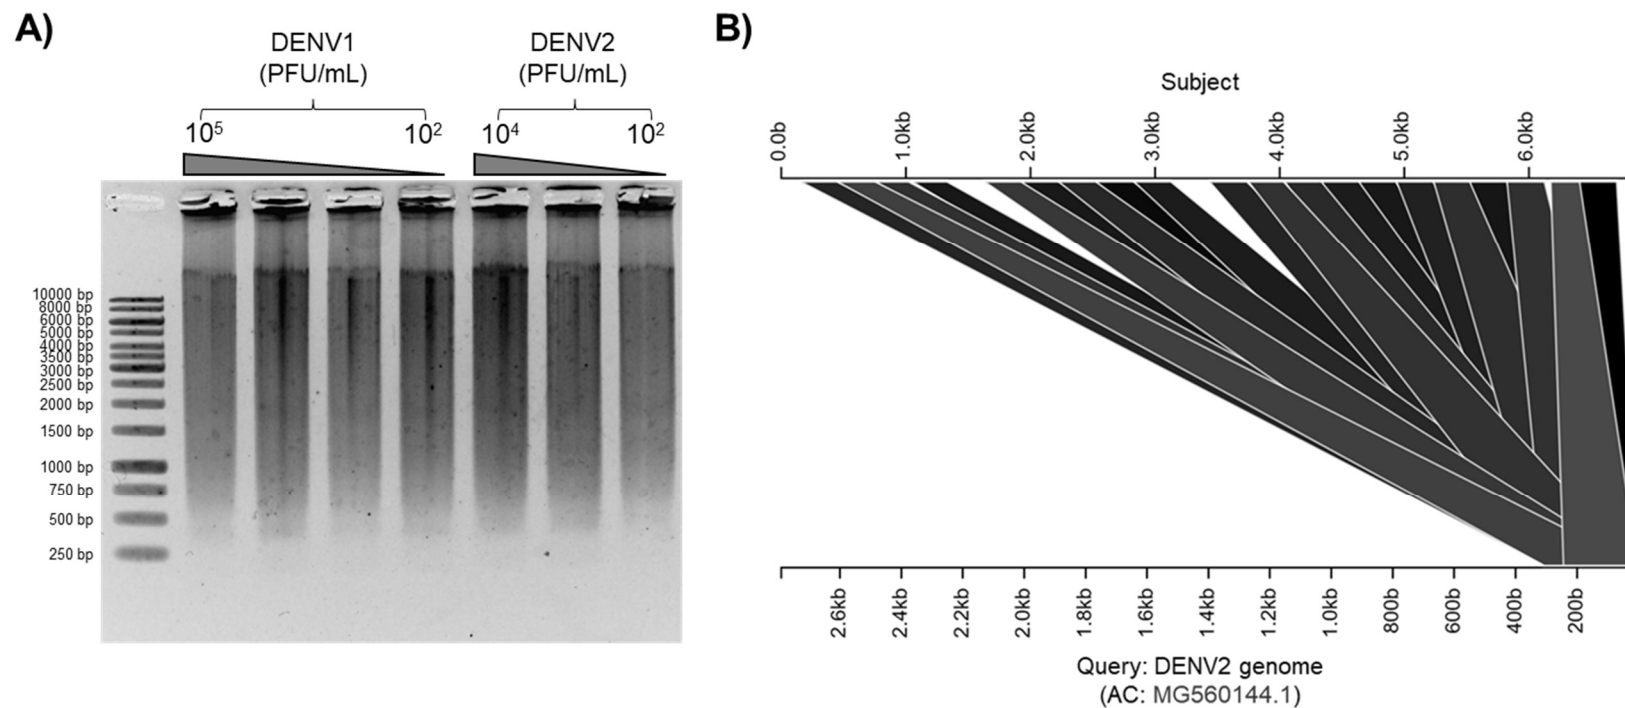 A)
DENV1
(PFU/mL)
10⁵
10²
DENV2
(PFU/mL)
10⁴
10²
10000 bp
8000 bp
6000 bp
5000 bp
4000 bp
3500 bp
3000 bp
2500 bp
2000 bp
1500 bp
1000 bp
750 bp
500 bp
250 bp
B)
Subject
0.0b
1.0kb
2.0kb
3.0kb
4.0kb
5.0kb
6.0kb
2.6kb
2.4kb
2.2kb
2.0kb
1.8kb
1.6kb
1.4kb
1.2kb
1.0kb
800b
600b
400b
200b
Query: DENV2 genome
(AC: MG560144.1)